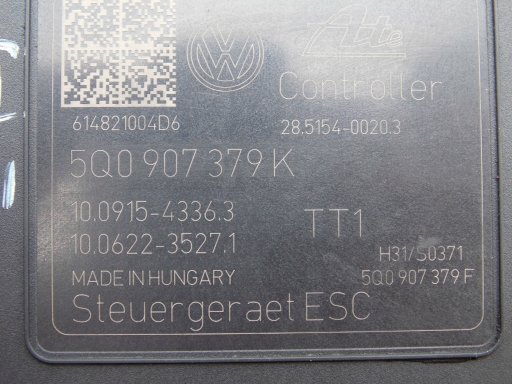 Ate
Controller
614821004D6
28.5154-0020.3
5Q0 907 379 K
10.0915-4336.3
10.0622-3527.1
TT1
H31/S0371
MADE IN HUNGARY
5Q0 907 379 F
Steuergeraet ESC